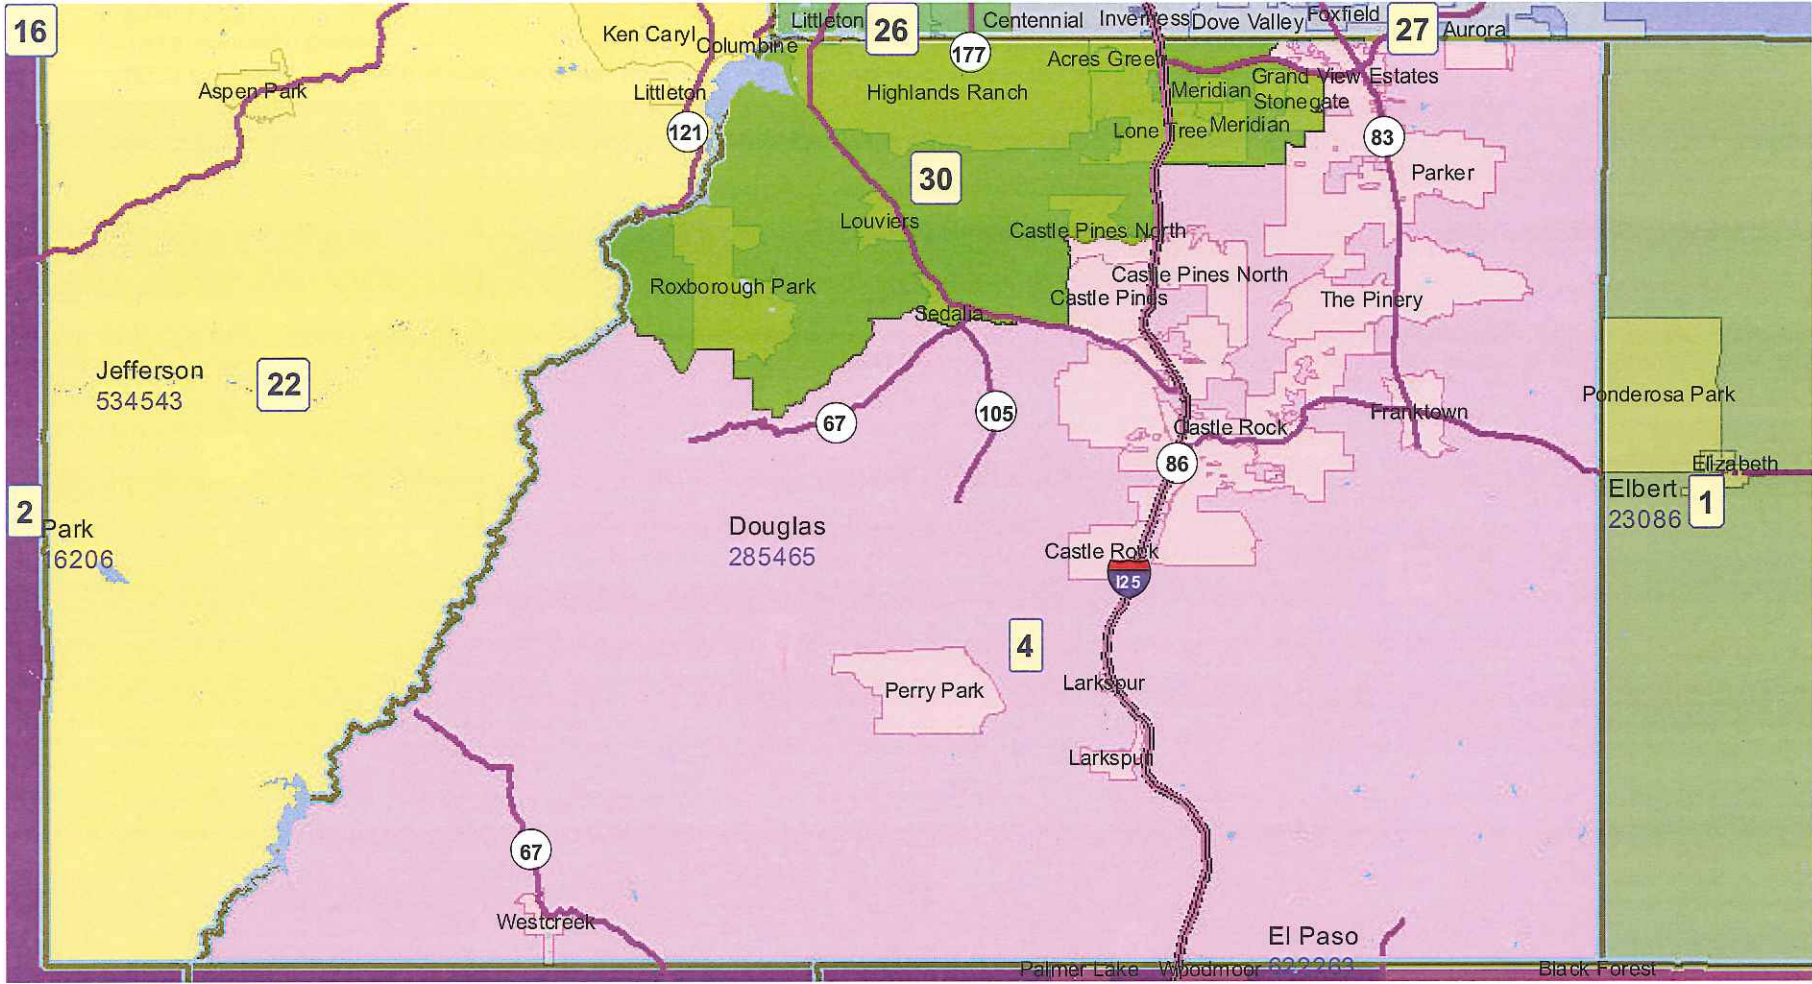 16
26
27
Littleton
Centennial
Inverness
Dove Valley
Foxfield
Ken Caryl
Columbine
Aurora
177
Acres Green
Grand View Estates
Aspen Park
Littleton
Highlands Ranch
Meridian
Stonegate
121
Lone Tree
Meridian
83
30
Parker
Louviers
Castle Pines North
Castle Pines North
Roxborough Park
Castle Pines
The Pinery
Sedalia
Jefferson
534543
22
Ponderosa Park
67
105
Franktown
Castle Rock
86
Elizabeth
Elbert
23086
1
2
Park
16206
Douglas
285465
Castle Rock
I25
4
Perry Park
Larkspur
Larkspur
67
Westcreek
El Paso
622263
Palmer Lake
Woodmoor
Black Forest